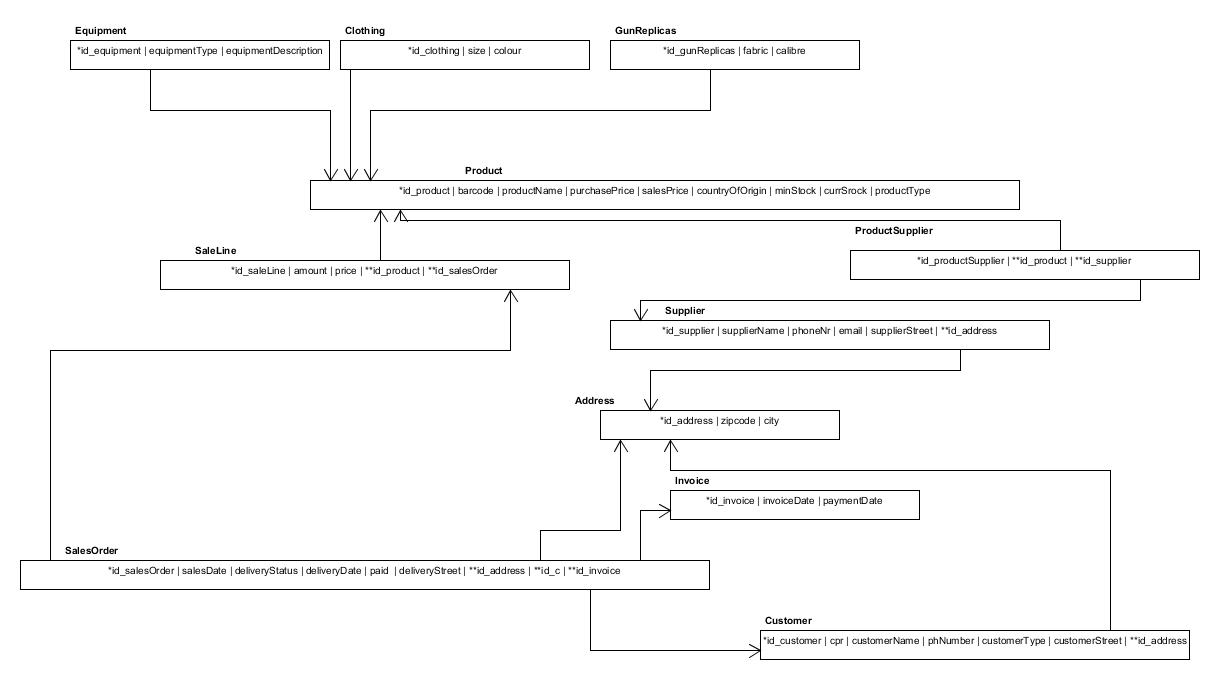 Equipment
*id_equipment | equipmentType | equipmentDescription
Clothing
*id_clothing | size | colour
GunReplicas
*id_gunReplicas | fabric | calibre
Product
*id_product | barcode | productName | purchasePrice | salesPrice | countryOfOrigin | minStock | currSrock | productType
ProductSupplier
*id_productSupplier | **id_product | **id_supplier
SaleLine
*id_saleLine | amount | price | **id_product | **id_salesOrder
Supplier
*id_supplier | supplierName | phoneNr | email | supplierStreet | **id_address
Address
*id_address | zipcode | city
Invoice
*id_invoice | invoiceDate | paymentDate
SalesOrder
*id_salesOrder | salesDate | deliveryStatus | deliveryDate | paid | deliveryStreet | **id_address | **id_c | **id_invoice
Customer
*id_customer | cpr | customerName | phNumber | customerType | customerStreet | **id_address